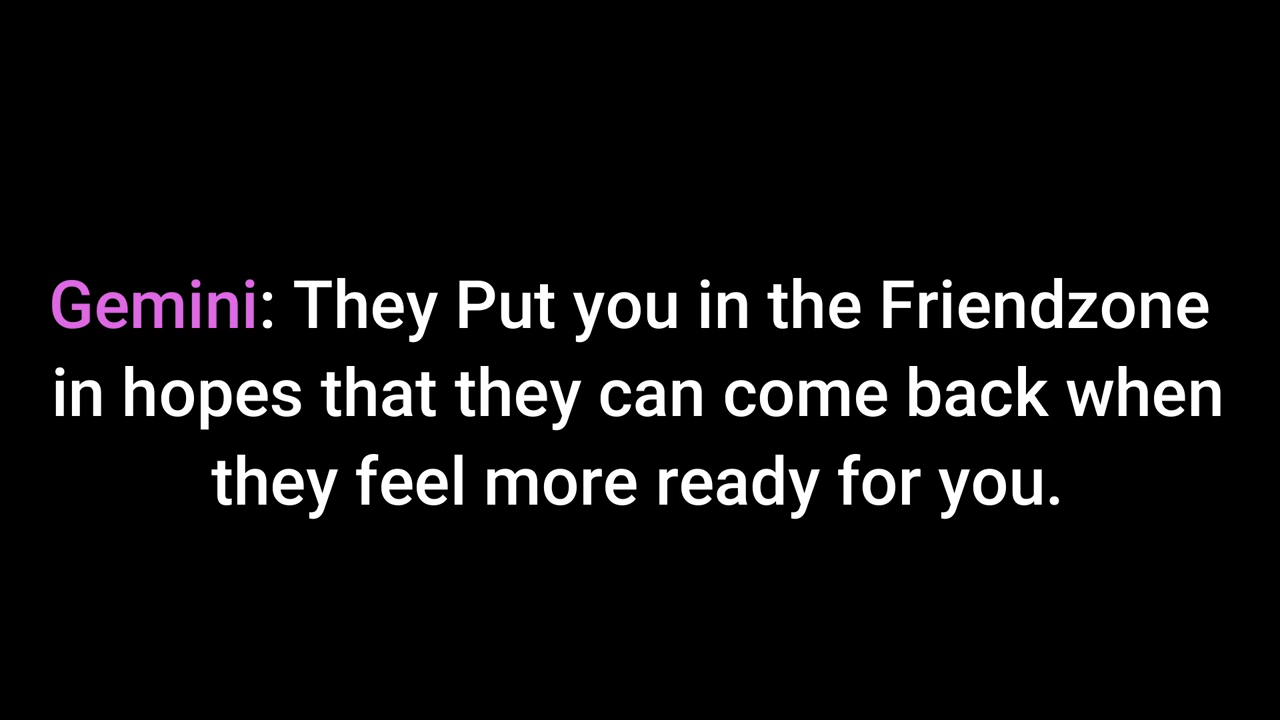 Gemini: They Put you in the Friendzone
in hopes that they can come back when
they feel more ready for you.